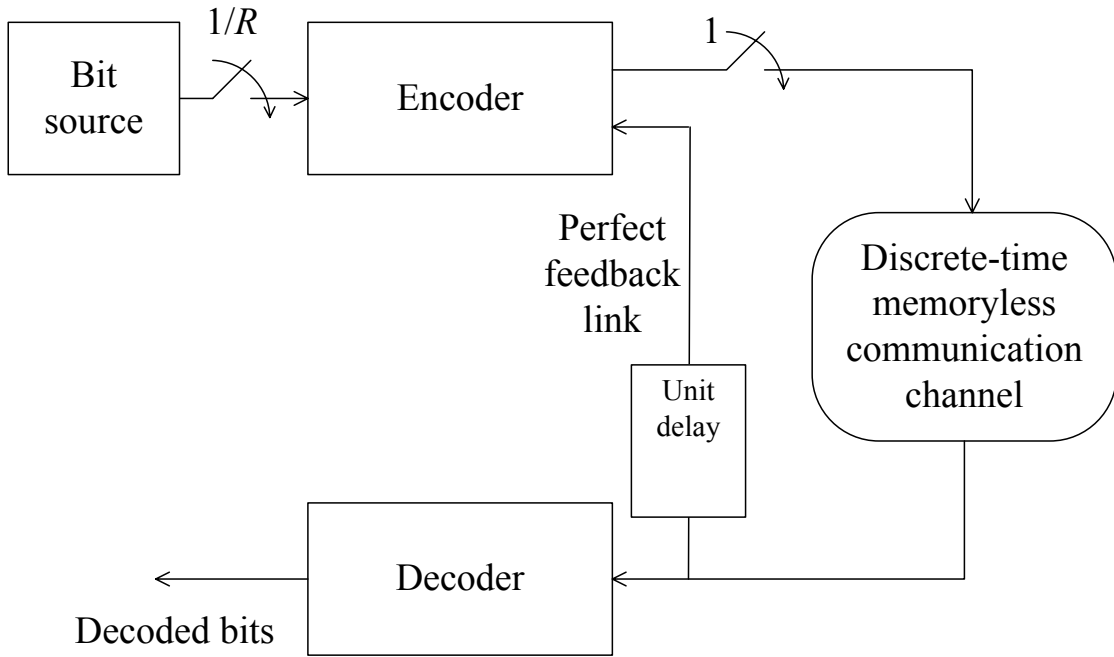 1/R
1
Bit
source
Encoder
Perfect
feedback
link
Discrete-time
memoryless
communication
channel
Unit
delay
Decoder
Decoded bits